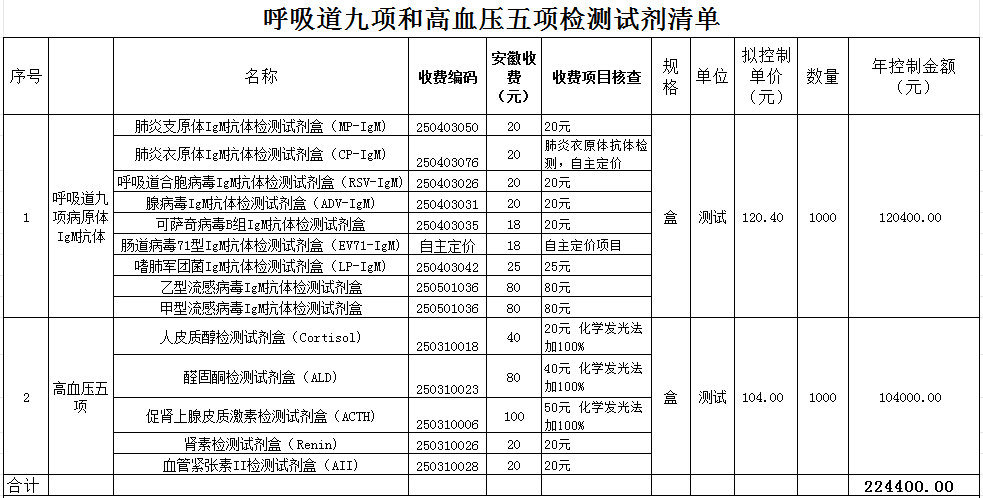 呼吸道九项和高血压五项检测试剂清单
序号 名称 收费编码 安徽收费（元） 收费项目核查 规格 单位 拟控制单价（元） 数量 年控制金额（元）
1 呼吸道九项病原体IgM抗体 肺炎支原体IgM抗体检测试剂盒（MP-IgM) 250403050 20 20元 盒 测试 120.40 1000 120400.00
肺炎衣原体IgM抗体检测试剂盒（CP-IgM) 250403076 20 肺炎衣原体抗体检测，自主定价
呼吸道合胞病毒IgM抗体检测试剂盒（RSV-IgM) 250403026 20 20元
腺病毒IgM抗体检测试剂盒（ADV-IgM) 250403031 20 20元
可萨奇病毒B组IgM抗体检测试剂盒 250403035 18 20元
肠道病毒71型IgM抗体检测试剂盒（EV71-IgM) 自主定价 18 自主定价项目
嗜肺军团菌IgM抗体检测试剂盒（LP-IgM) 250403042 25 25元
乙型流感病毒IgM抗体检测试剂盒 250501036 80 80元
甲型流感病毒IgM抗体检测试剂盒 250501036 80 80元
2 高血压五项 人皮质醇检测试剂盒（Cortisol) 250310018 40 20元 化学发光法加100% 盒 测试 104.00 1000 104000.00
醛固酮检测试剂盒（ALD) 250310023 80 40元 化学发光法加100%
促肾上腺皮质激素检测试剂盒（ACTH) 250310006 100 50元 化学发光法加100%
肾素检测试剂盒（Renin) 250310026 20 20元
血管紧张素II检测试剂盒（AII) 250310028 20 20元
合计 224400.00